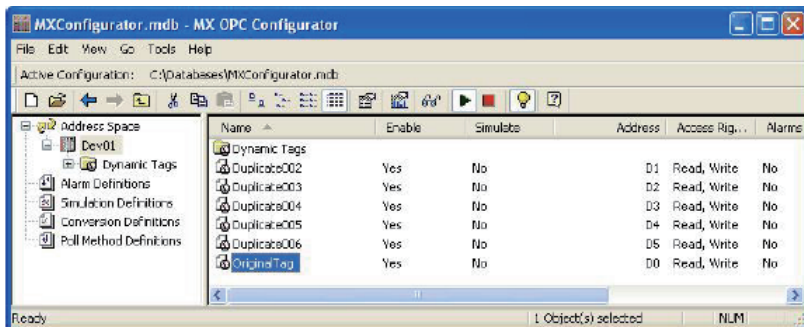 MXConfigurator.mdb - MX OPC Configurator
File Edit View Go Tools Help
Active Configuration: C:\Databases\MXConfigurator.mdb
Address Space
Dev01
Dynamic Tags
Alarm Definitions
Simulation Definitions
Conversion Definitions
Poll Method Definitions
Name Enable Simulate Address Access Rig... Alarms
Dynamic Tags
Duplicate002 Yes No D1 Read, Write No
Duplicate003 Yes No D2 Read, Write No
Duplicate004 Yes No D3 Read, Write No
Duplicate005 Yes No D4 Read, Write No
Duplicate006 Yes No D5 Read, Write No
OriginalTag Yes No D0 Read, Write No
Ready 1 Object(s) selected NUM